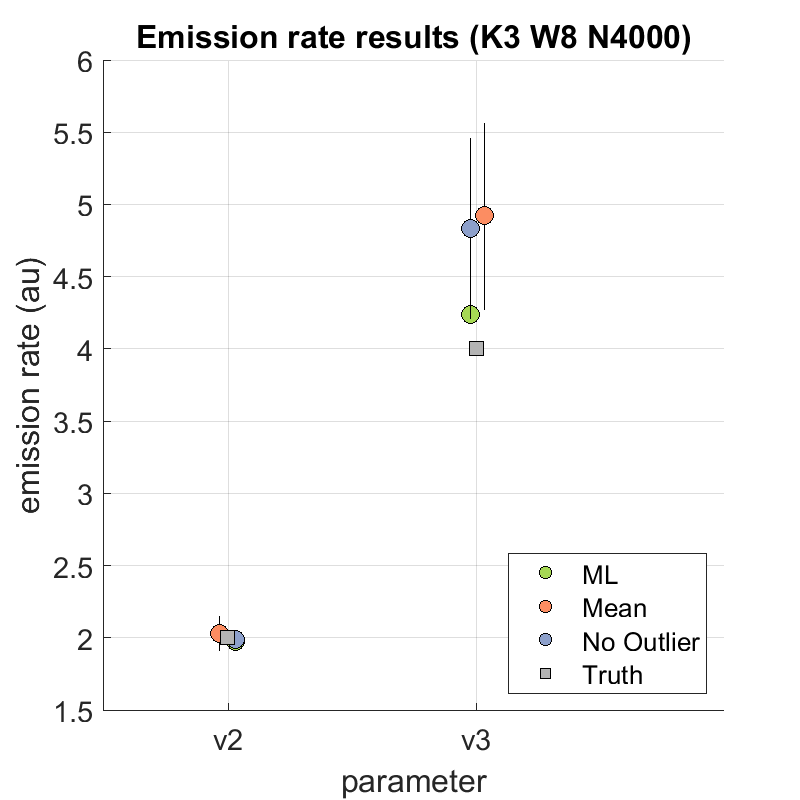 Emission rate results (K3 W8 N4000)
6
5.5
5
4.5
4
3.5
3
2.5
2
1.5
emission rate (au)
v2
v3
parameter
ML
Mean
No Outlier
Truth